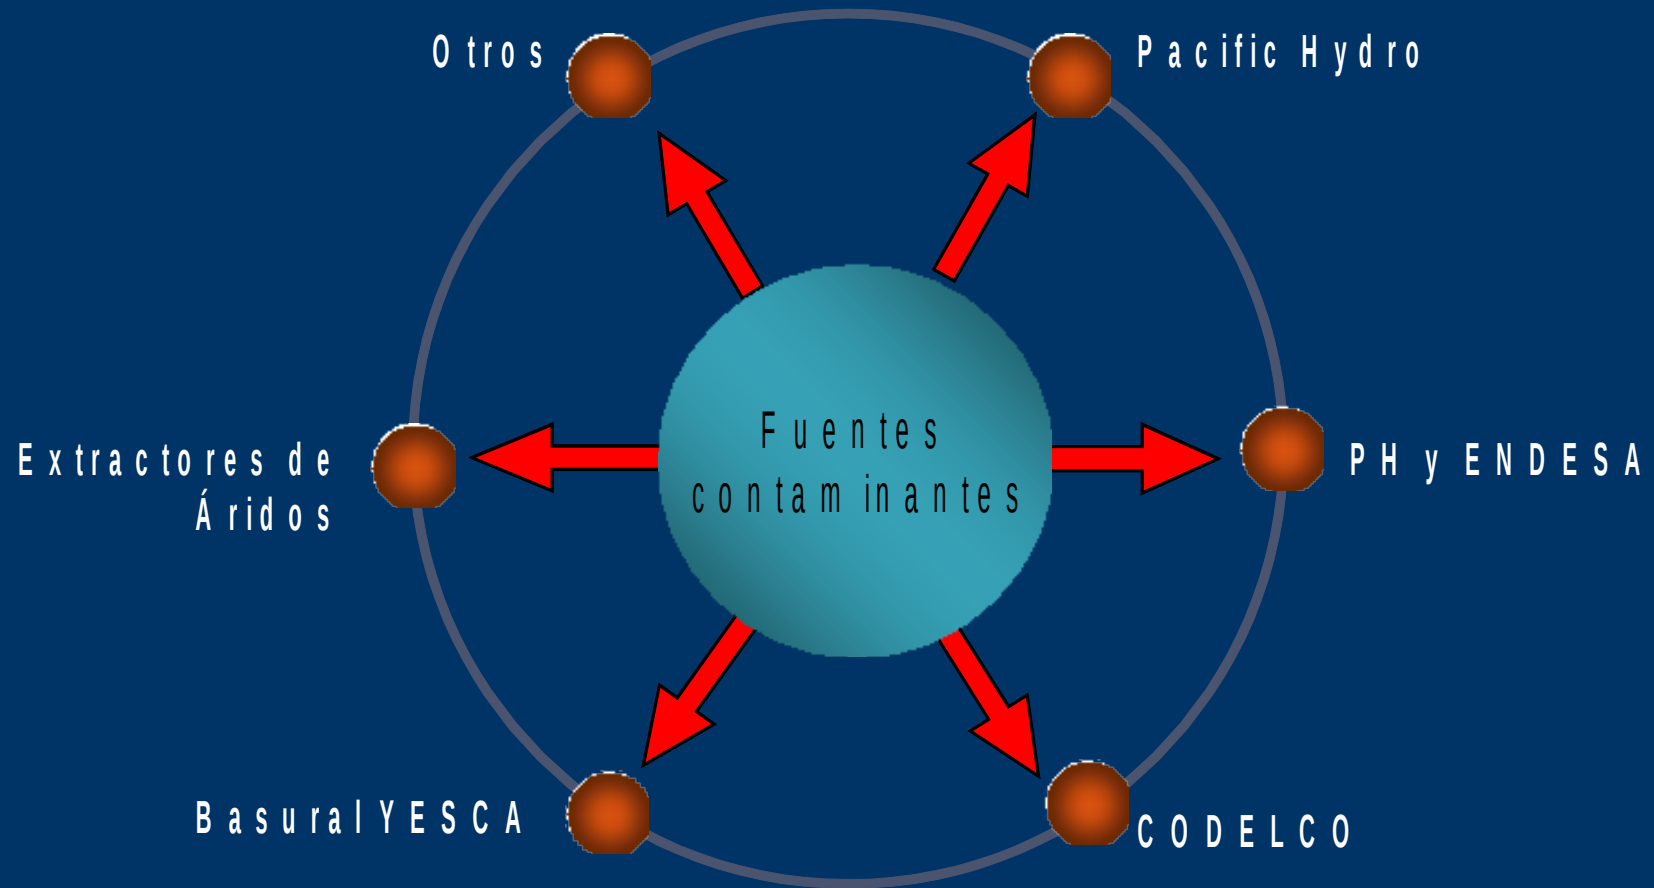 Otros
Pacific Hydro
Fuentes
contaminantes
Extractores de
Áridos
PH y ENDESA
Basural YESCA
CODELCO